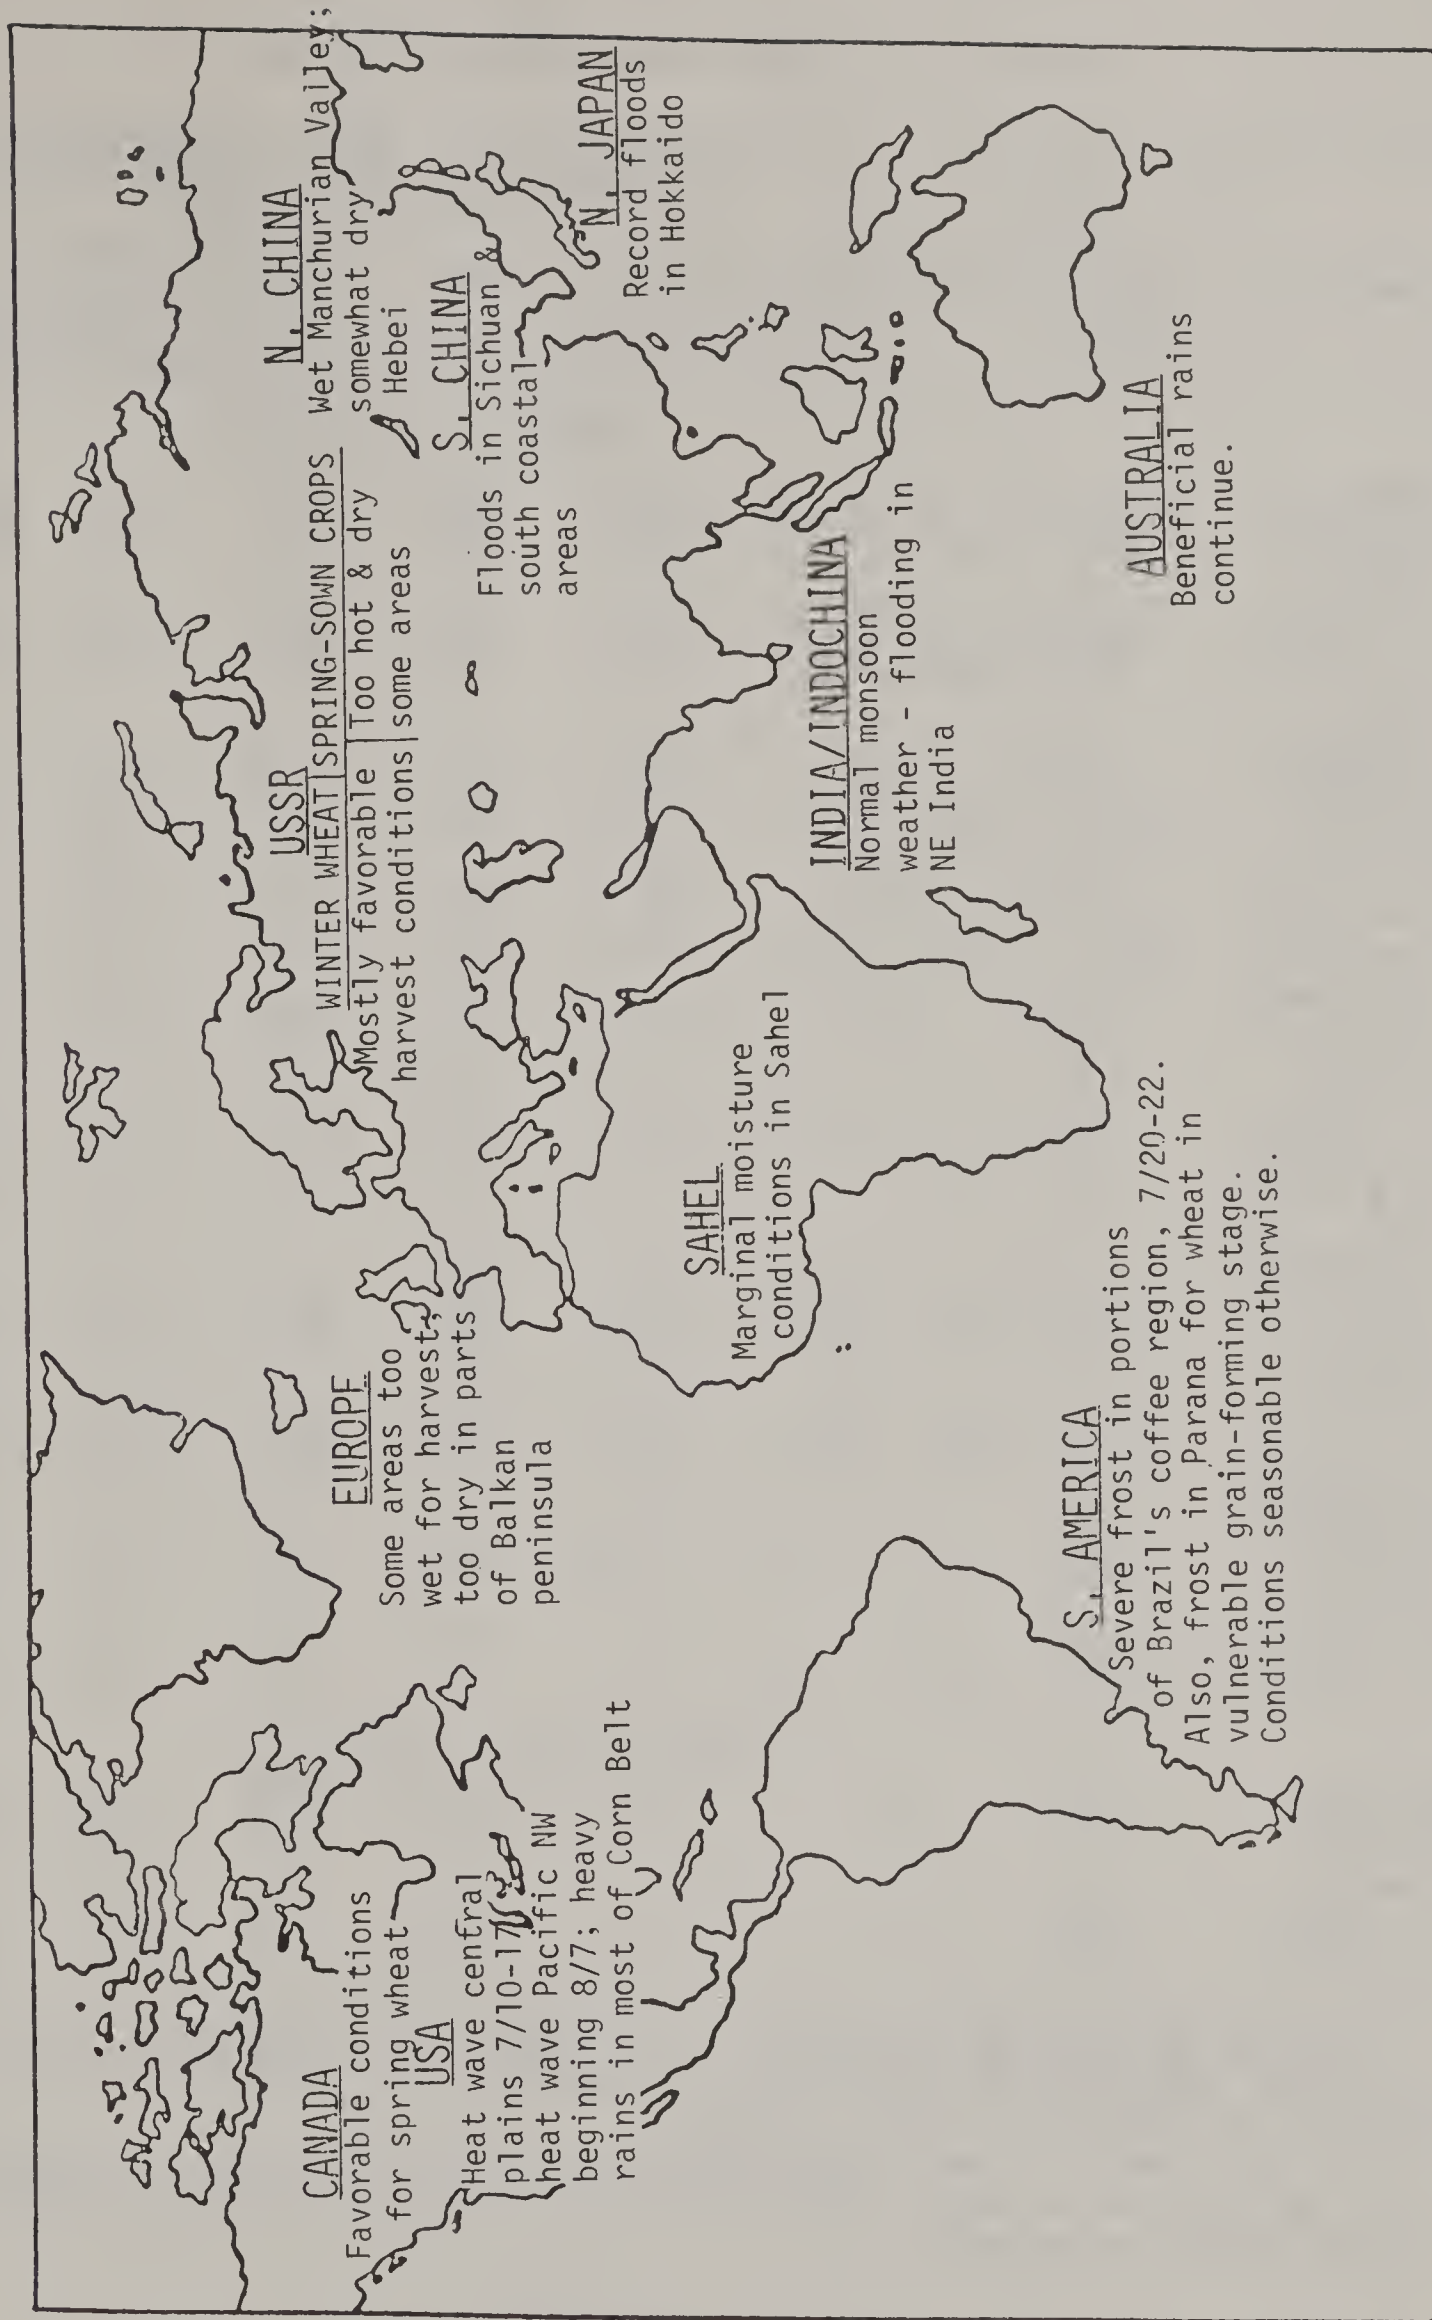 CANADA
Favorable conditions
for spring wheat
USA
Heat wave central
plains 7/10-17
heat wave Pacific NW
beginning 8/7; heavy
rains in most of Corn Belt
EUROPE
Some areas too
wet for harvest;
too dry in parts
of Balkan
peninsula
USSR
WINTER WHEAT SPRING-SOWN CROPS
Mostly favorable Too hot & dry
harvest conditions some areas
N. CHINA
Wet Manchurian Valley;
somewhat dry
Hebei
S. CHINA
Floods in Sichuan &
south coastal
areas
N. JAPAN
Record floods
in Hokkaido
SAHEL
Marginal moisture
conditions in Sahel
INDIA/INDOCHINA
Normal monsoon
weather - flooding in
NE India
S. AMERICA
Severe frost in portions
of Brazil's coffee region, 7/20-22.
Also, frost in Parana for wheat in
vulnerable grain-forming stage.
Conditions seasonable otherwise.
AUSTRALIA
Beneficial rains
continue.